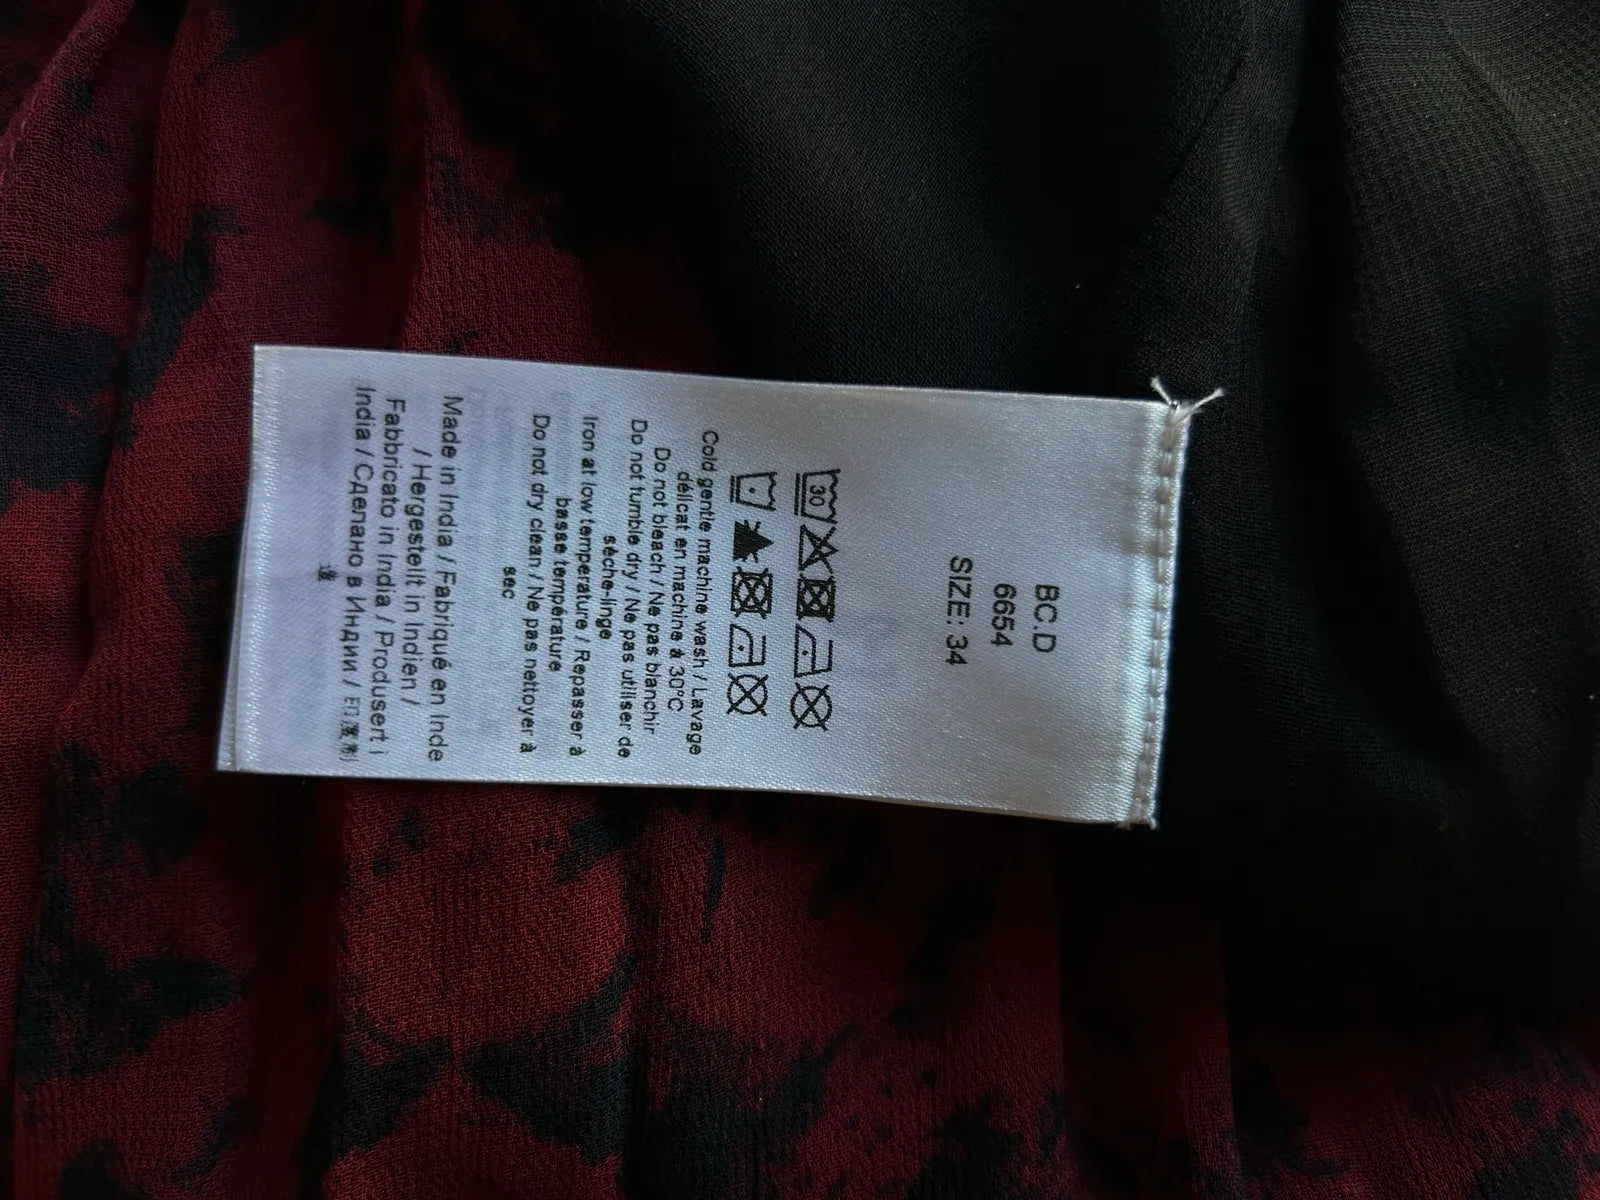 BC.D
6654
SIZE: 34
30
Cold gentle machine wash / Lavage
délicat en machine à 30°C
Do not bleach / Ne pas blanchir
Do not tumble dry / Ne pas utiliser de
sèche-linge
Iron at low temperature / Repasser à
basse température
Do not dry clean / Ne pas nettoyer à
sec
Made in India / Fabriqué en Inde
/ Hergestellt in Indien /
Fabbricato in India / Produsert i
India / Сделано в Индии /
造